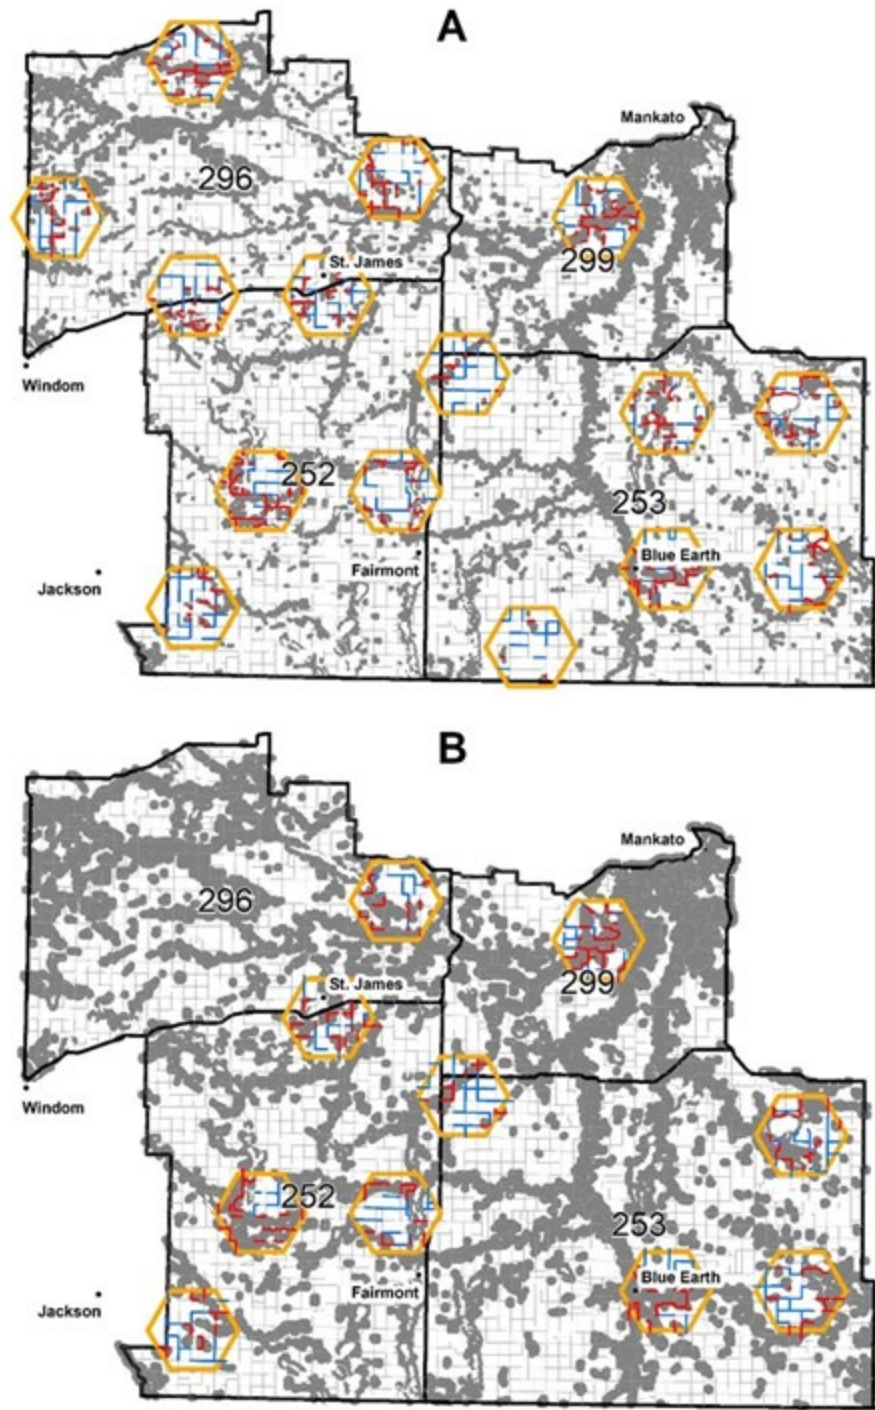 A
Mankato
296
299
St. James
Windom
252
253
Blue Earth
Fairmont
Jackson
B
Mankato
296
299
St. James
Windom
252
253
Blue Earth
Fairmont
Jackson